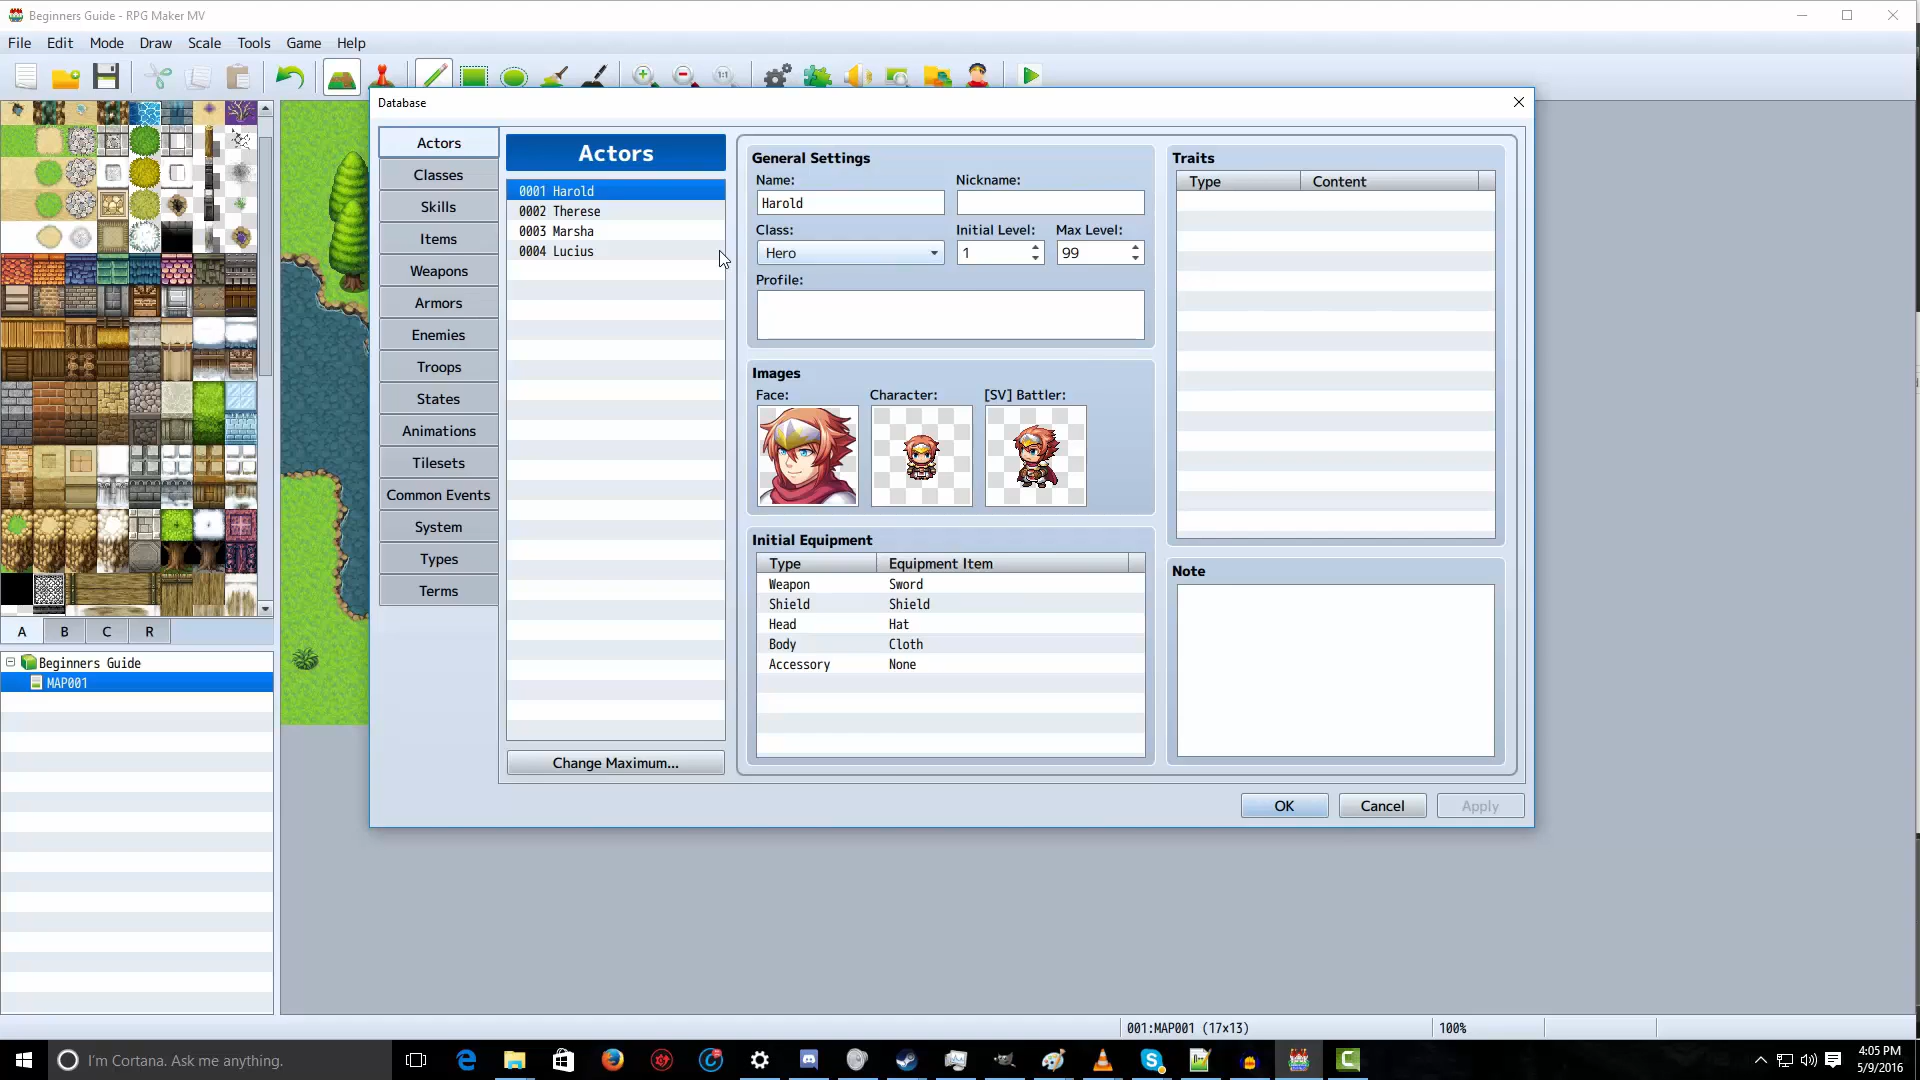 Beginners Guide - RPG Maker MV
File Edit Mode Draw Scale Tools Game Help
1:1
Database
Actors
Classes
Skills
Items
Weapons
Armors
Enemies
Troops
States
Animations
Tilesets
Common Events
System
Types
Terms
Actors
0001 Harold
0002 Therese
0003 Marsha
0004 Lucius
Change Maximum...
General Settings
Name: Nickname:
Harold
Class: Initial Level: Max Level:
Hero 1 99
Profile:
Images
Face: Character: [SV] Battler:
Initial Equipment
Type Equipment Item
Weapon Sword
Shield Shield
Head Hat
Body Cloth
Accessory None
Traits
Type Content
Note
OK Cancel Apply
A B C R
Beginners Guide
MAP001
001:MAP001 (17×13) 100%
I'm Cortana. Ask me anything.
4:05 PM
5/9/2016